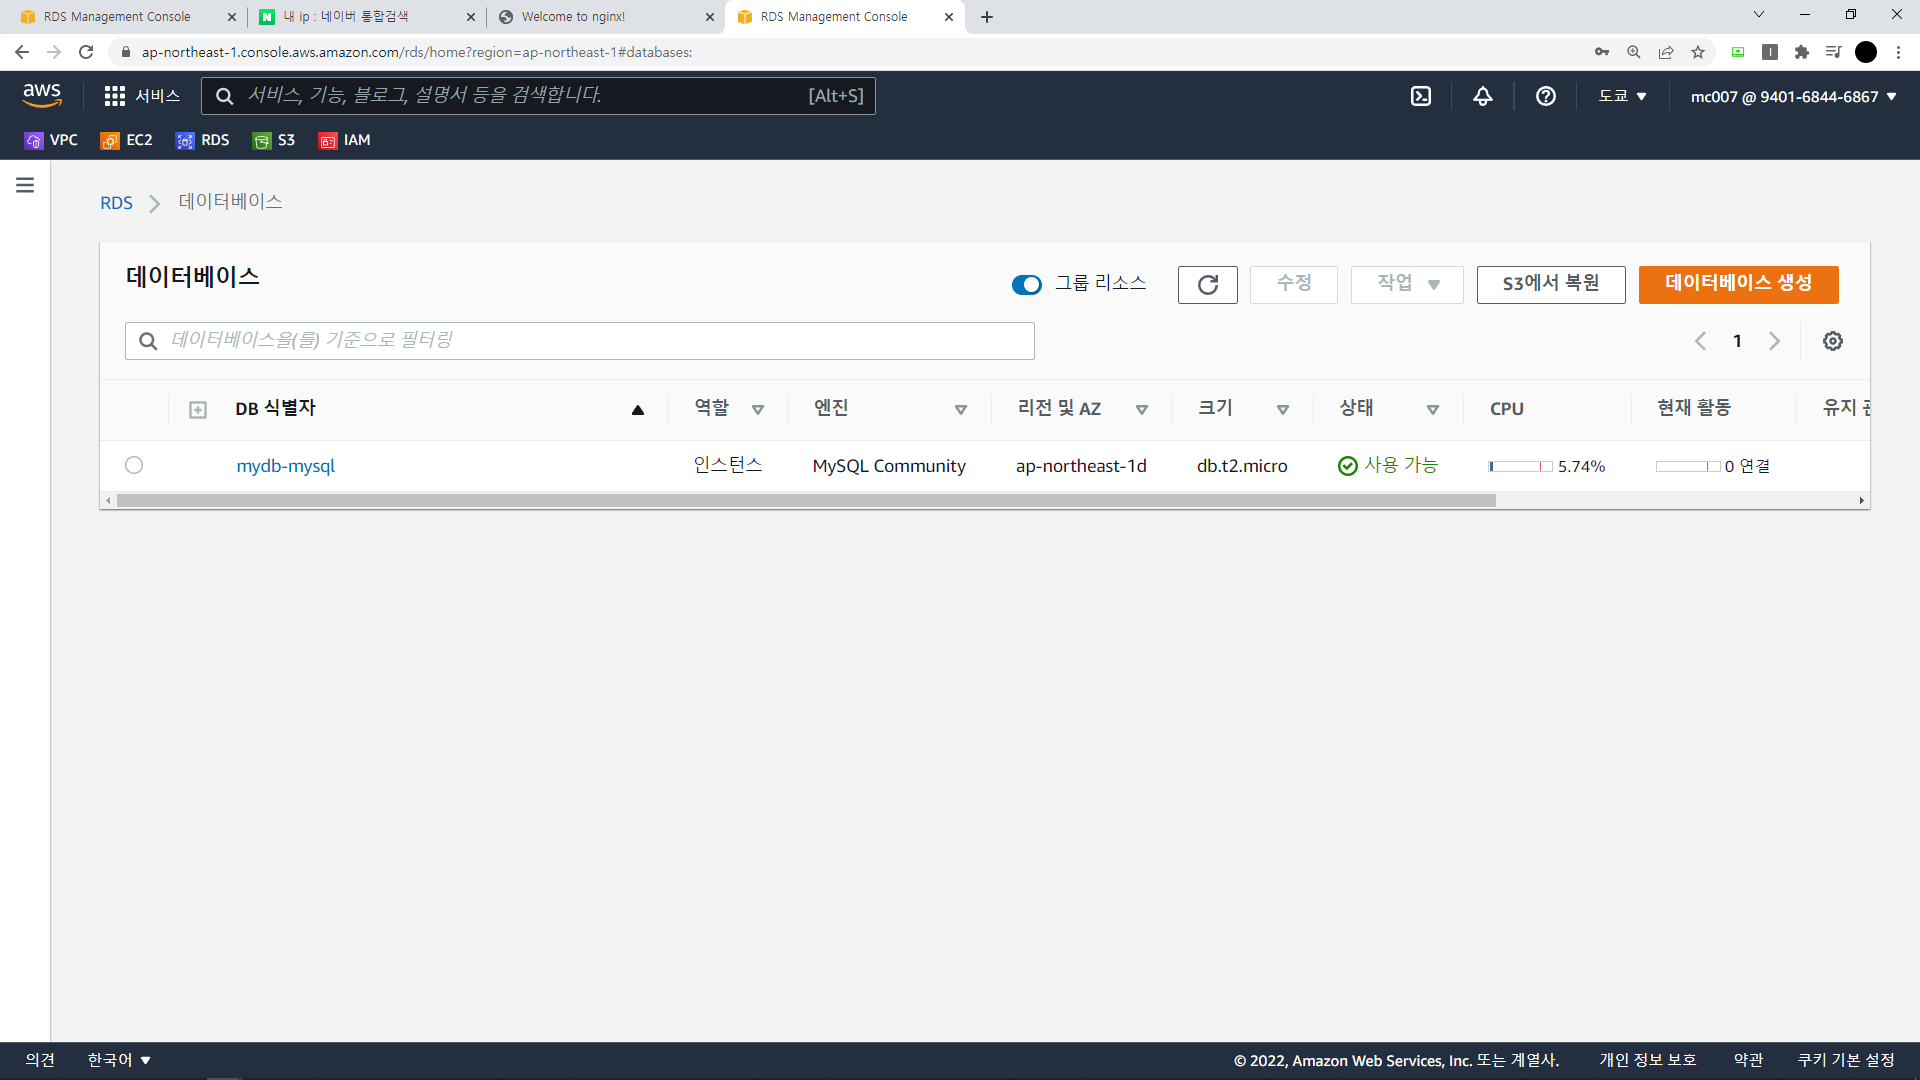 RDS Management Console
내 ip : 네이버 통합검색
Welcome to nginx!
RDS Management Console
ap-northeast-1.console.aws.amazon.com/rds/home?region=ap-northeast-1#databases:
aws
서비스
서비스, 기능, 블로그, 설명서 등을 검색합니다.
[Alt+S]
도쿄
mc007 @ 9401-6844-6867
VPC
EC2
RDS
S3
IAM
RDS
데이터베이스
데이터베이스
그룹 리소스
수정
작업
S3에서 복원
데이터베이스 생성
데이터베이스을(를) 기준으로 필터링
1
DB 식별자
역할
엔진
리전 및 AZ
크기
상태
CPU
현재 활동
유지
mydb-mysql
인스턴스
MySQL Community
ap-northeast-1d
db.t2.micro
사용 가능
5.74%
0 연결
의견
한국어
© 2022, Amazon Web Services, Inc. 또는 계열사.
개인 정보 보호
약관
쿠키 기본 설정